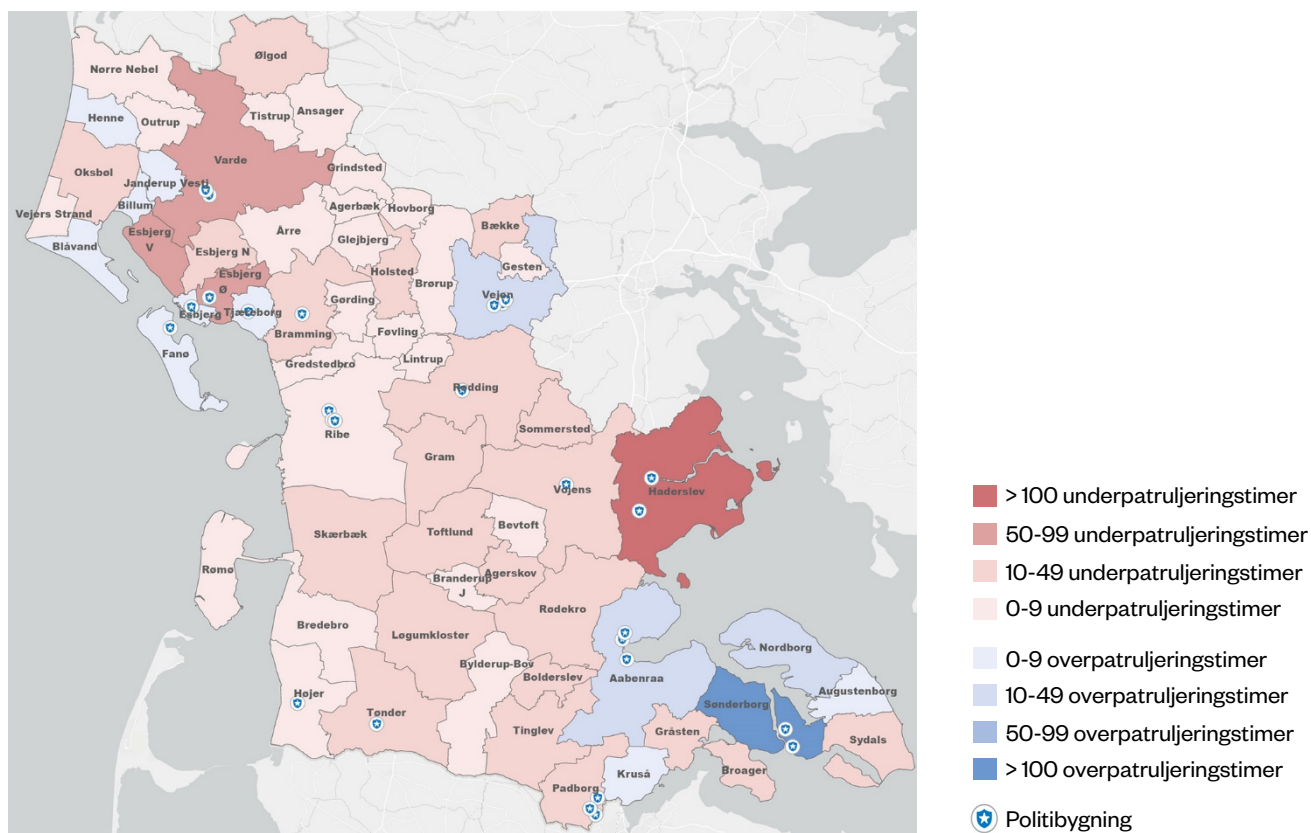 Ølgod
Nørre Nebel
Ansager
Tistrup
Henne
Outrup
Varde
Grindsted
Oksbøl
Janderup Vestj
Billum
Agerbæk
Hovborg
Vejers Strand
Bække
Årre
Esbjerg
V
Glejbjerg
Blåvand
Esbjerg N
Gesten
Holsted
Esbjerg
Ø
Brørup
Vejen
Gørding
Esbjerg
Tjæreborg
Bramming
Føvling
Fanø
Lintrup
Gredstedbro
Rødding
Sommersted
Ribe
Gram
Vojens
Haderslev
Skærbæk
Toftlund
Bevtoft
Rømø
Agerskov
Branderup
J
Rødekro
Bredebro
Løgumkloster
Nordborg
Bylderup-Bov
Bolderslev
Aabenraa
Augustenborg
Højer
Sønderborg
Tønder
Tinglev
Gråsten
Sydals
Kruså
Broager
Padborg
> 100 underpatruljeringstimer
50-99 underpatruljeringstimer
10-49 underpatruljeringstimer
0-9 underpatruljeringstimer
0-9 overpatruljeringstimer
10-49 overpatruljeringstimer
50-99 overpatruljeringstimer
> 100 overpatruljeringstimer
Politibygning